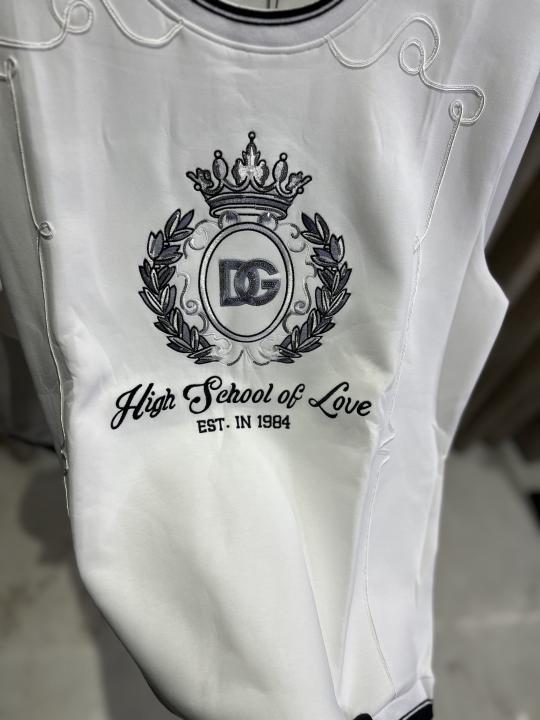 DG
High School of Love
EST. IN 1984